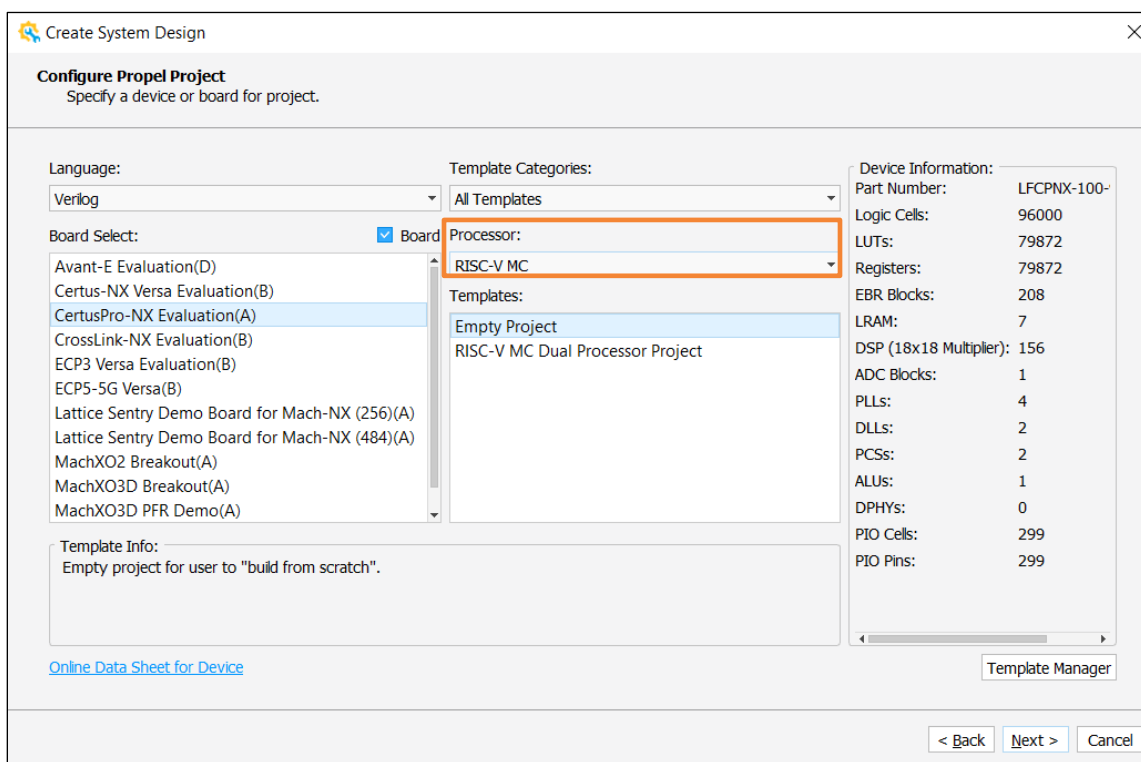 Create System Design
Configure Propel Project
Specify a device or board for project.
Language:
Verilog
Board Select:
Board
Avant-E Evaluation(D)
Certus-NX Versa Evaluation(B)
CertusPro-NX Evaluation(A)
CrossLink-NX Evaluation(B)
ECP3 Versa Evaluation(B)
ECP5-5G Versa(B)
Lattice Sentry Demo Board for Mach-NX (256)(A)
Lattice Sentry Demo Board for Mach-NX (484)(A)
MachXO2 Breakout(A)
MachXO3D Breakout(A)
MachXO3D PFR Demo(A)
Template Categories:
All Templates
Processor:
RISC-V MC
Templates:
Empty Project
RISC-V MC Dual Processor Project
Device Information:
Part Number: LFCPNX-100-
Logic Cells: 96000
LUTs: 79872
Registers: 79872
EBR Blocks: 208
LRAM: 7
DSP (18x18 Multiplier): 156
ADC Blocks: 1
PLLs: 4
DLLs: 2
PCSs: 2
ALUs: 1
DPHYs: 0
PIO Cells: 299
PIO Pins: 299
Template Info:
Empty project for user to "build from scratch".
Online Data Sheet for Device
Template Manager
< Back Next > Cancel